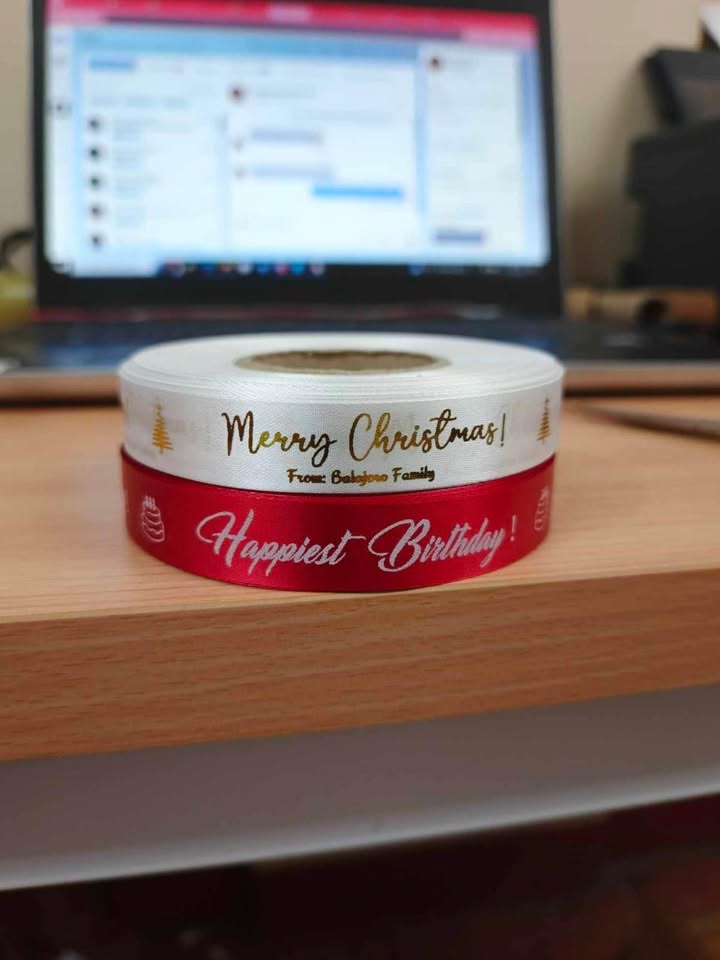 Merry Christmas!
From: Balajoro Family
Happiest Birthday!